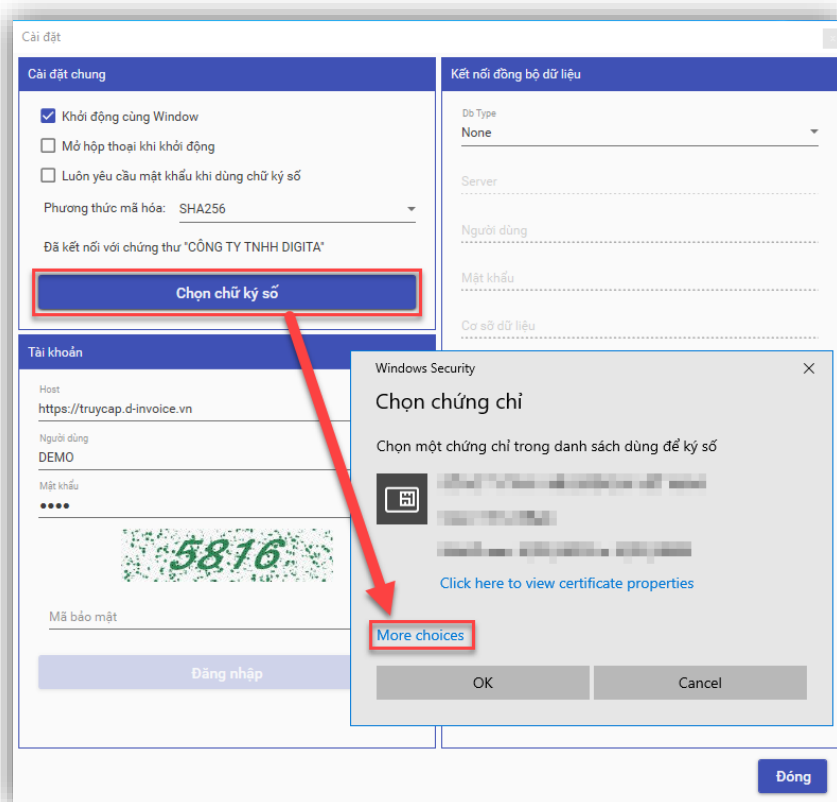 Cài đặt
Cài đặt chung
Khởi động cùng Window
Mở hộp thoại khi khởi động
Luôn yêu cầu mật khẩu khi dùng chữ ký số
Phương thức mã hóa: SHA256
Đã kết nối với chứng thư "CÔNG TY TNHH DIGITA"
Chọn chữ ký số
Kết nối đồng bộ dữ liệu
Db Type
None
Server
Người dùng
Mật khẩu
Cơ sở dữ liệu
Tài khoản
Host
https://truycap.d-invoice.vn
Người dùng
DEMO
Mật khẩu
5816
Mã bảo mật
Đăng nhập
Windows Security
Chọn chứng chỉ
Chọn một chứng chỉ trong danh sách dùng để ký số
Click here to view certificate properties
More choices
OK Cancel
Đóng